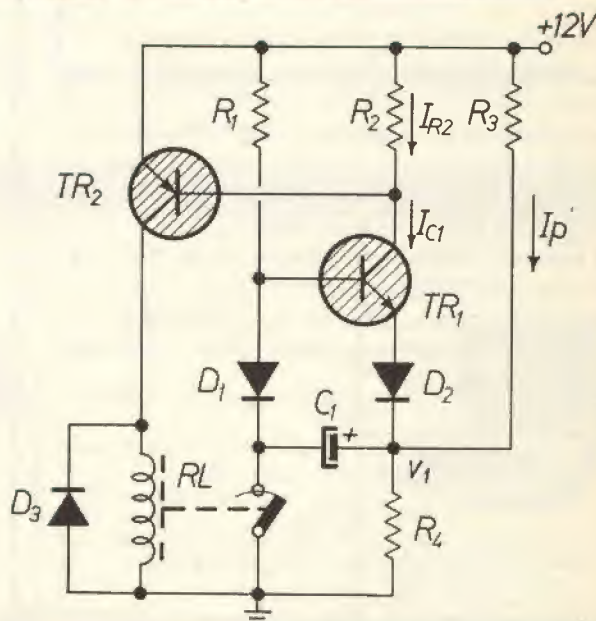 +12V
R1
R2
IR2
R3
TR2
IC1
Ip
TR1
D1
C1
+
D2
v1
RL
D3
R4